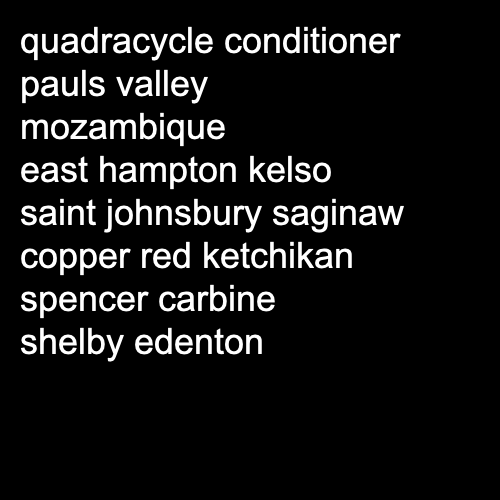 quadracycle conditioner
pauls valley
mozambique
east hampton kelso
saint johnsbury saginaw
copper red ketchikan
spencer carbine
shelby edenton